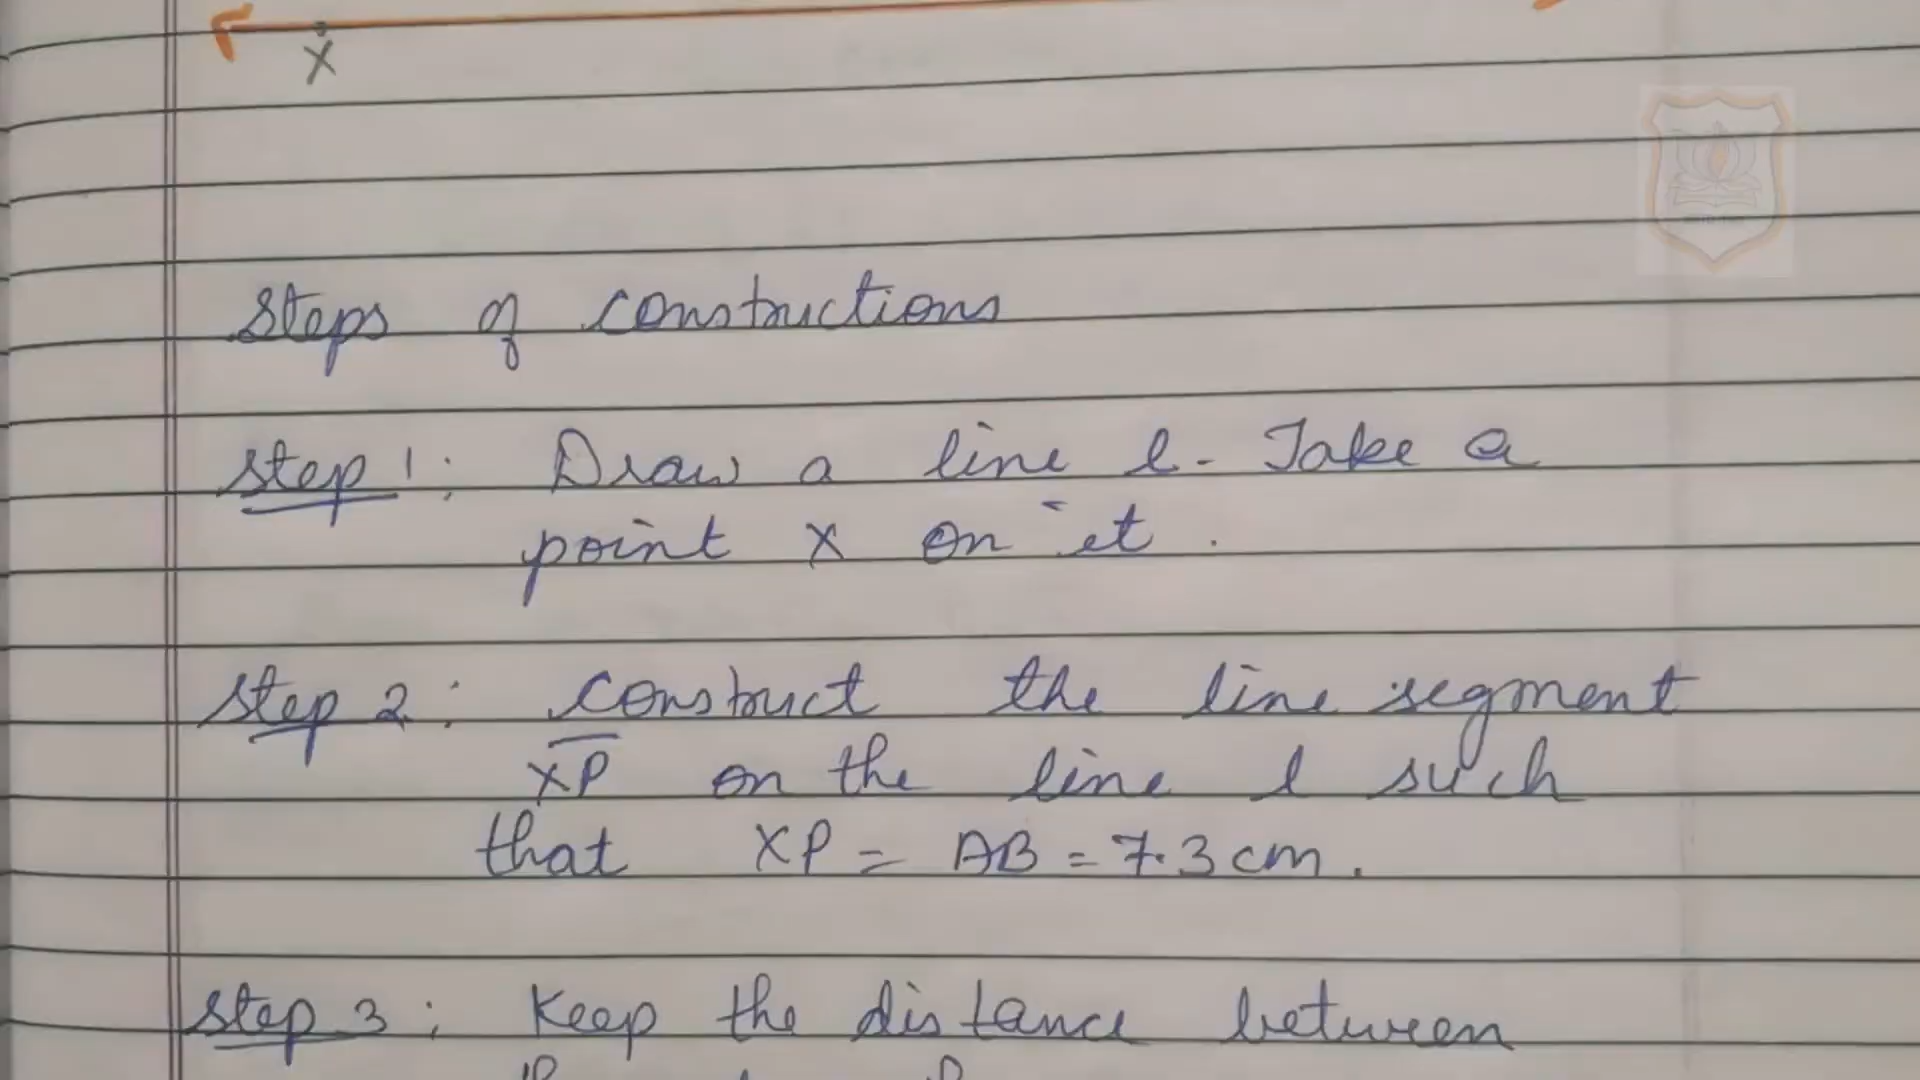 X
Steps of constructions
Step 1: Draw a line l. Take a
point X on it.
Step 2: Construct the line segment
XP on the line l such
that XP = AB = 7.3 cm.
Step 3: Keep the distance between